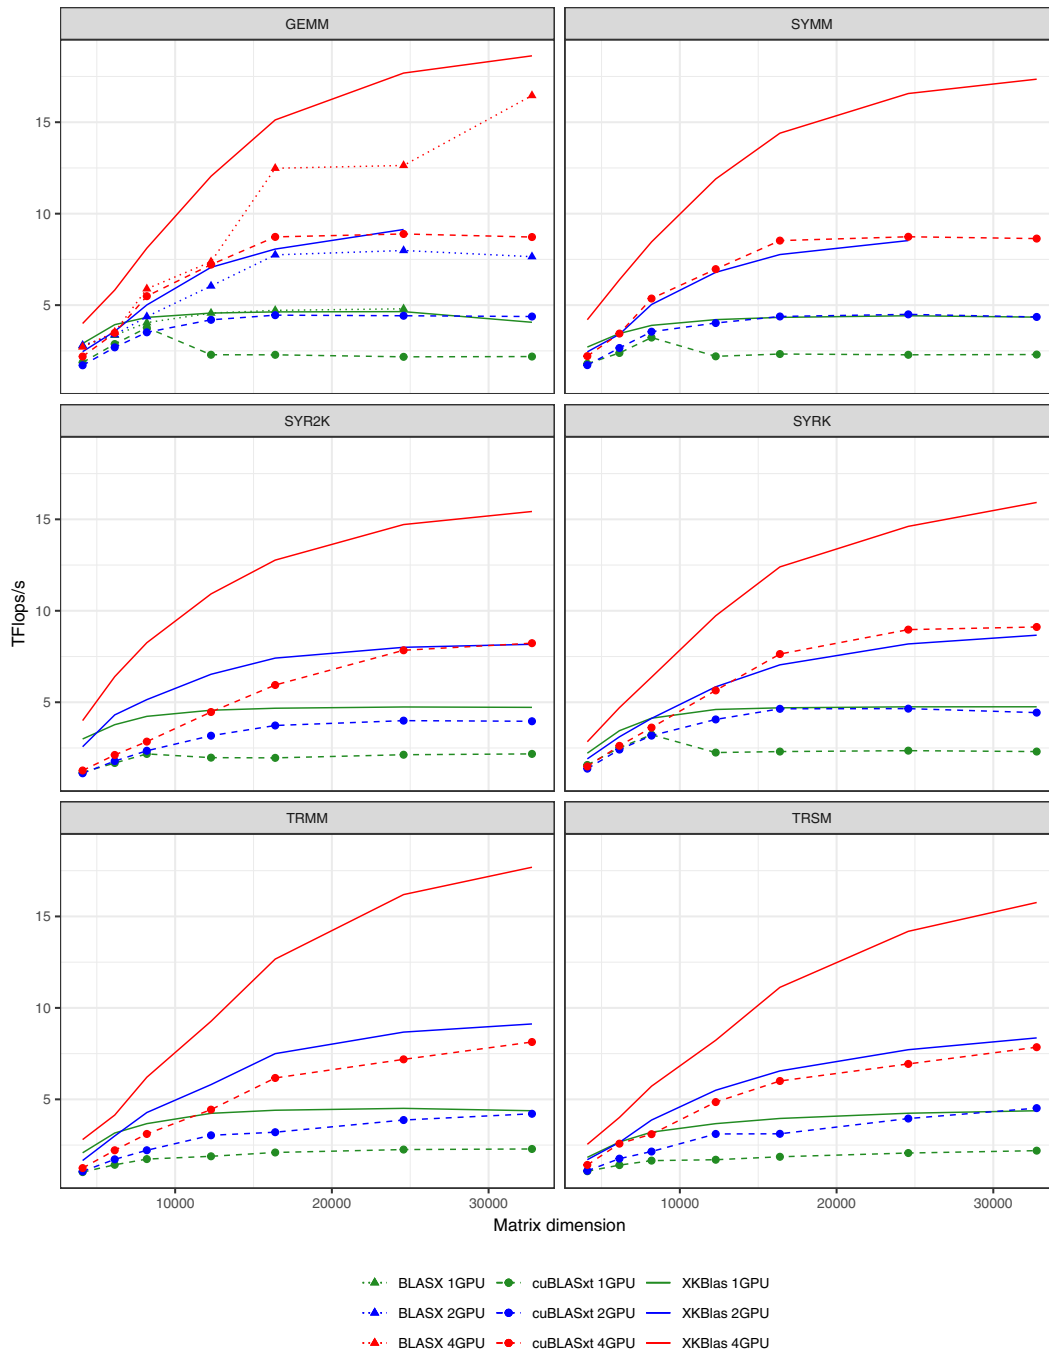 GEMM
SYMM
15
10
5
SYR2K
SYRK
15
10
5
TFlops/s
TRMM
TRSM
15
10
5
10000 20000 30000 10000 20000 30000
Matrix dimension
BLASX 1GPU cuBLASxt 1GPU XKBlas 1GPU
BLASX 2GPU cuBLASxt 2GPU XKBlas 2GPU
BLASX 4GPU cuBLASxt 4GPU XKBlas 4GPU